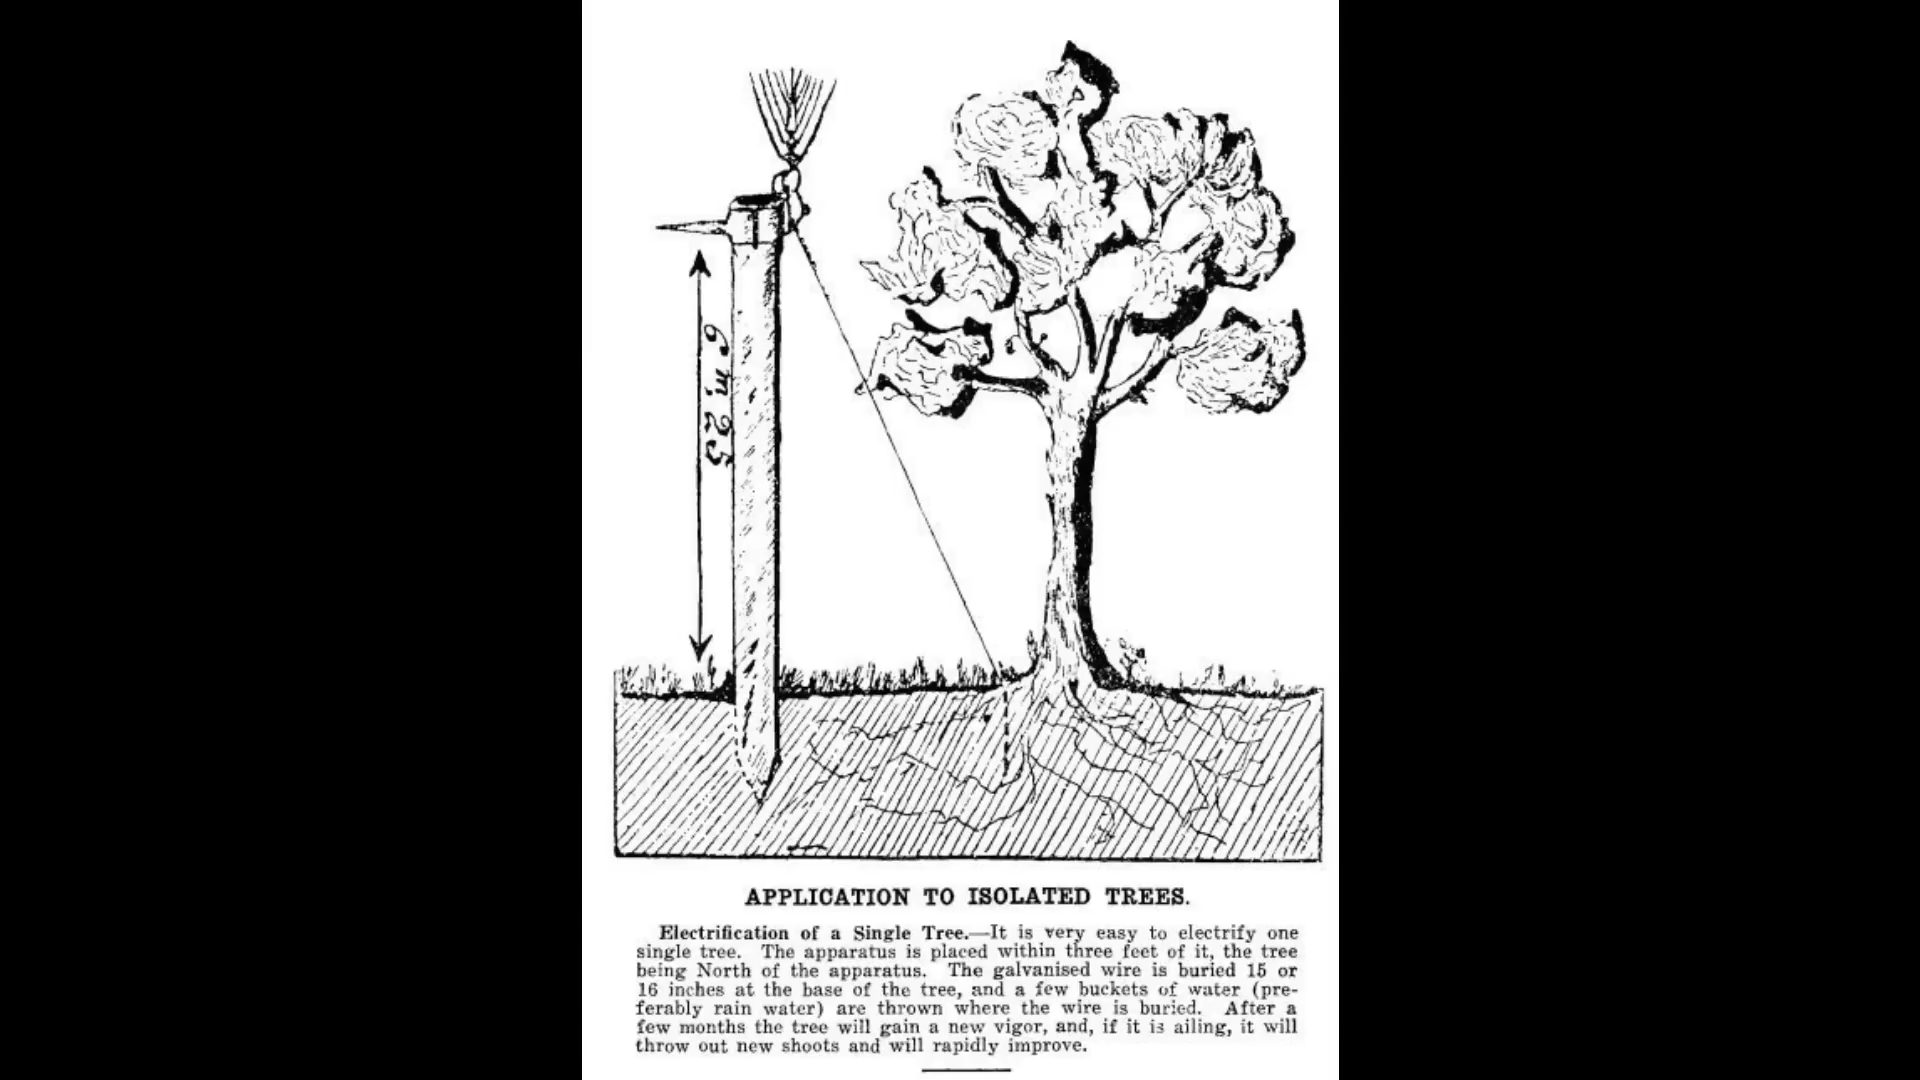 6 m. 25
APPLICATION TO ISOLATED TREES.
Electrification of a Single Tree.—It is very easy to electrify one
single tree. The apparatus is placed within three feet of it, the tree
being North of the apparatus. The galvanised wire is buried 15 or
16 inches at the base of the tree, and a few buckets of water (pre-
ferably rain water) are thrown where the wire is buried. After a
few months the tree will gain a new vigor, and, if it is ailing, it will
throw out new shoots and will rapidly improve.